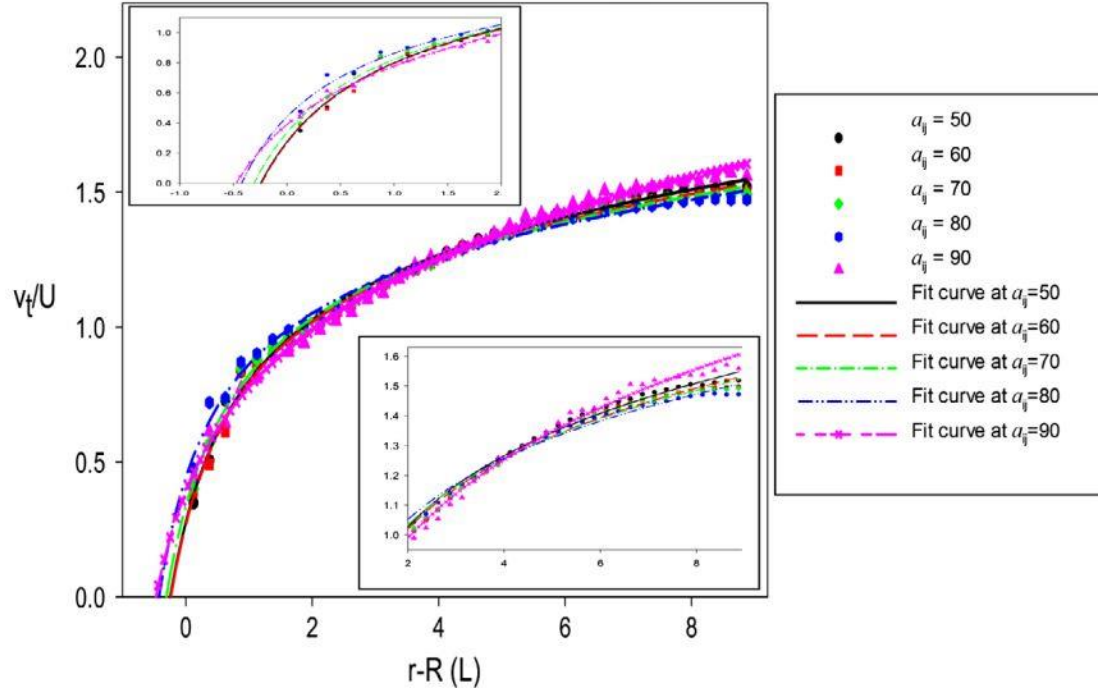 1.0
0.8
0.6
0.4
0.2
0.0
-1.0 -0.5 0.0 0.5 1.0 1.5 2.
2.0
1.5
1.0
0.5
0.0
v_t/U
0 2 4 6 8
r-R (L)
1.6
1.5
1.4
1.3
1.2
1.1
1.0
2 4 6 8
a_ij = 50
a_ij = 60
a_ij = 70
a_ij = 80
a_ij = 90
Fit curve at a_ij=50
Fit curve at a_ij=60
Fit curve at a_ij=70
Fit curve at a_ij=80
Fit curve at a_ij=90